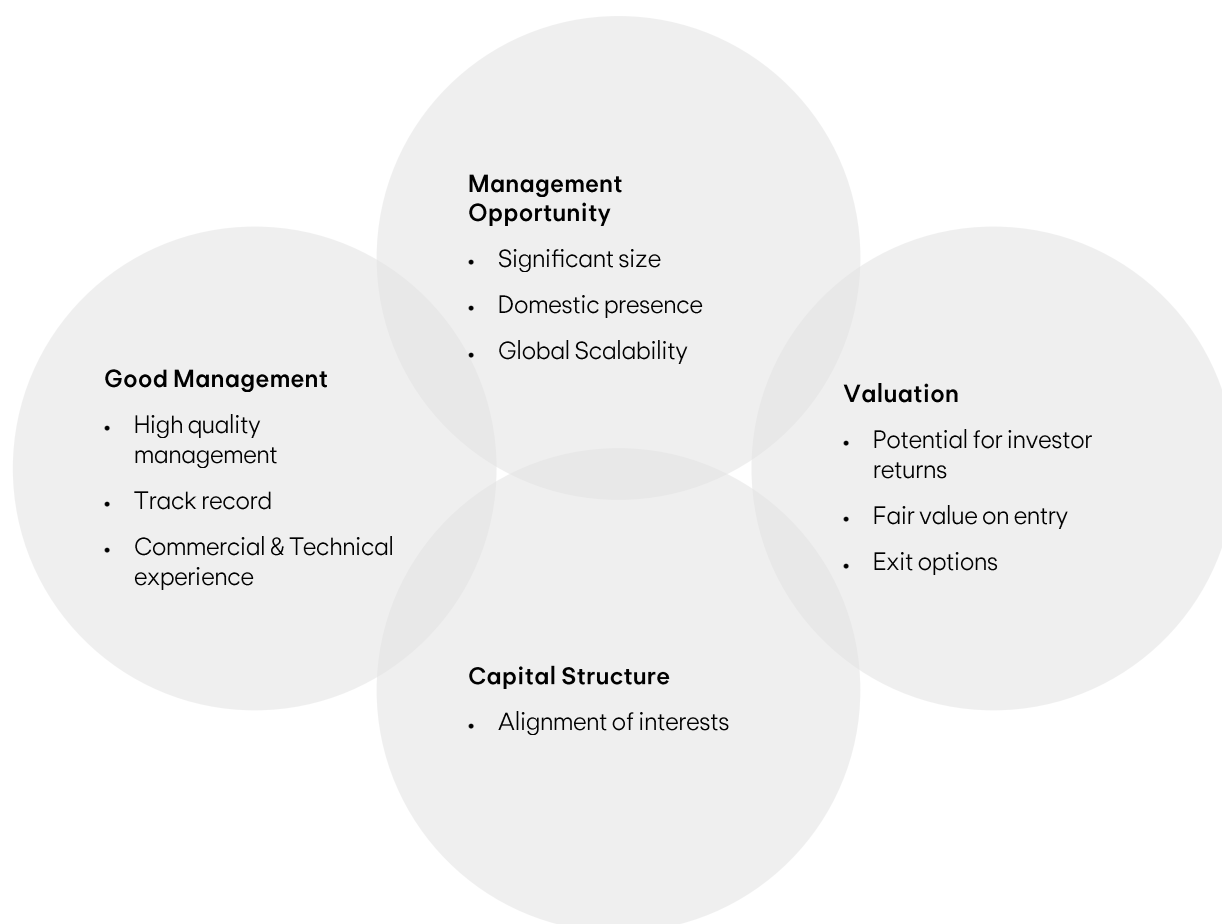 Management
Opportunity
• Significant size
• Domestic presence
• Global Scalability
Good Management
• High quality
management
• Track record
• Commercial & Technical
experience
Valuation
• Potential for investor
returns
• Fair value on entry
• Exit options
Capital Structure
• Alignment of interests